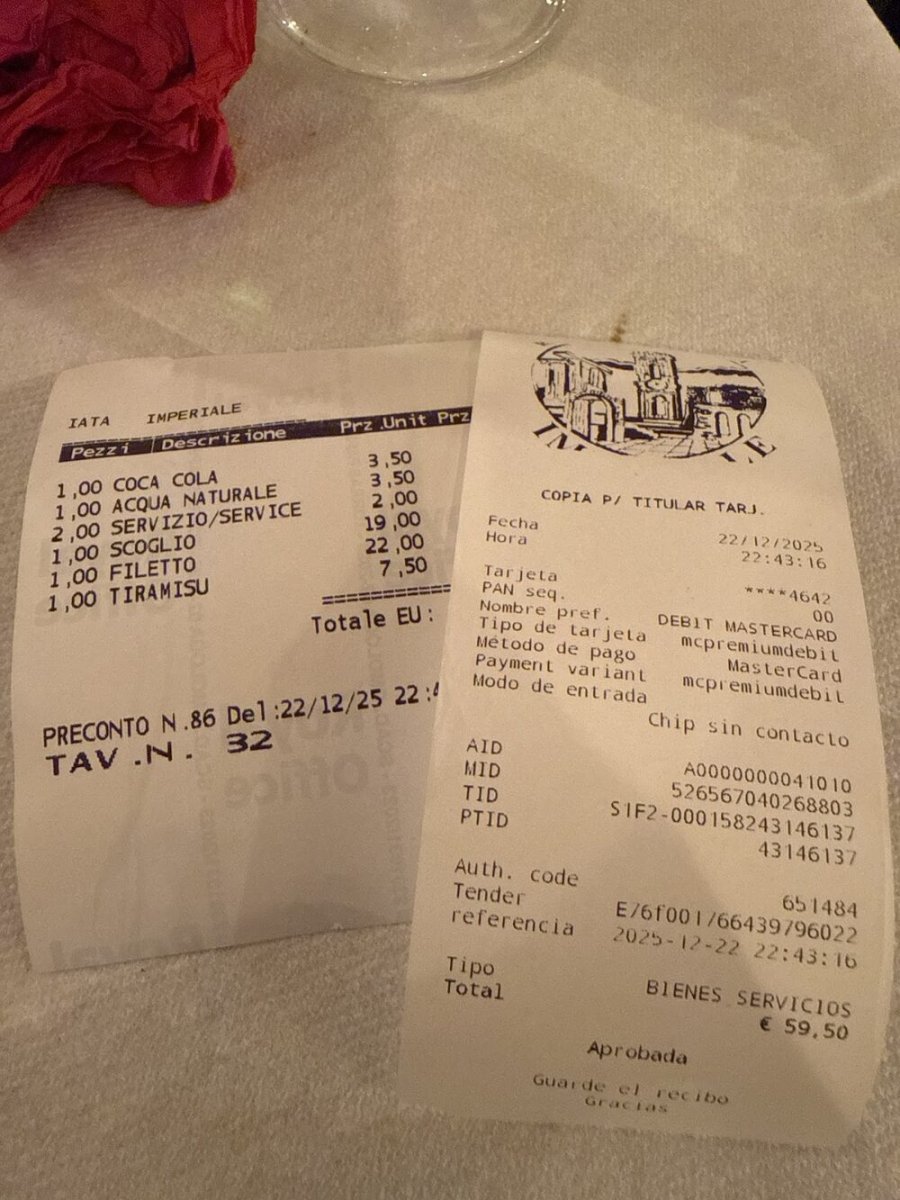 IATA IMPERIALE
Pezzi Descrizione Prz.Unit Prz
1,00 COCA COLA 3,50
1,00 ACQUA NATURALE 3,50
2,00 SERVIZIO/SERVICE 2,00
1,00 SCOGLIO 19,00
1,00 FILETTO 22,00
1,00 TIRAMISU 7,50
Totale EU:
PRECONTO N.86 Del:22/12/25 22:4
TAV.N. 32
COPIA P/ TITULAR TARJ.
Fecha 22/12/2025
Hora 22:43:16
Tarjeta ****4642
PAN seq. 00
Nombre pref. DEBIT MASTERCARD
Tipo de tarjeta mcpremiumdebit
Método de pago MasterCard
Payment variant mcpremiumdebit
Modo de entrada
Chip sin contacto
AID A0000000041010
MID 526567040268803
TID S1F2-000158243146137
PTID 43146137
Auth. code 651484
Tender E76f001766439796022
referencia 2025-12-22 22:43:16
Tipo BIENES SERVICIOS
Total € 59,50
Aprobada
Guarde el recibo
Gracias